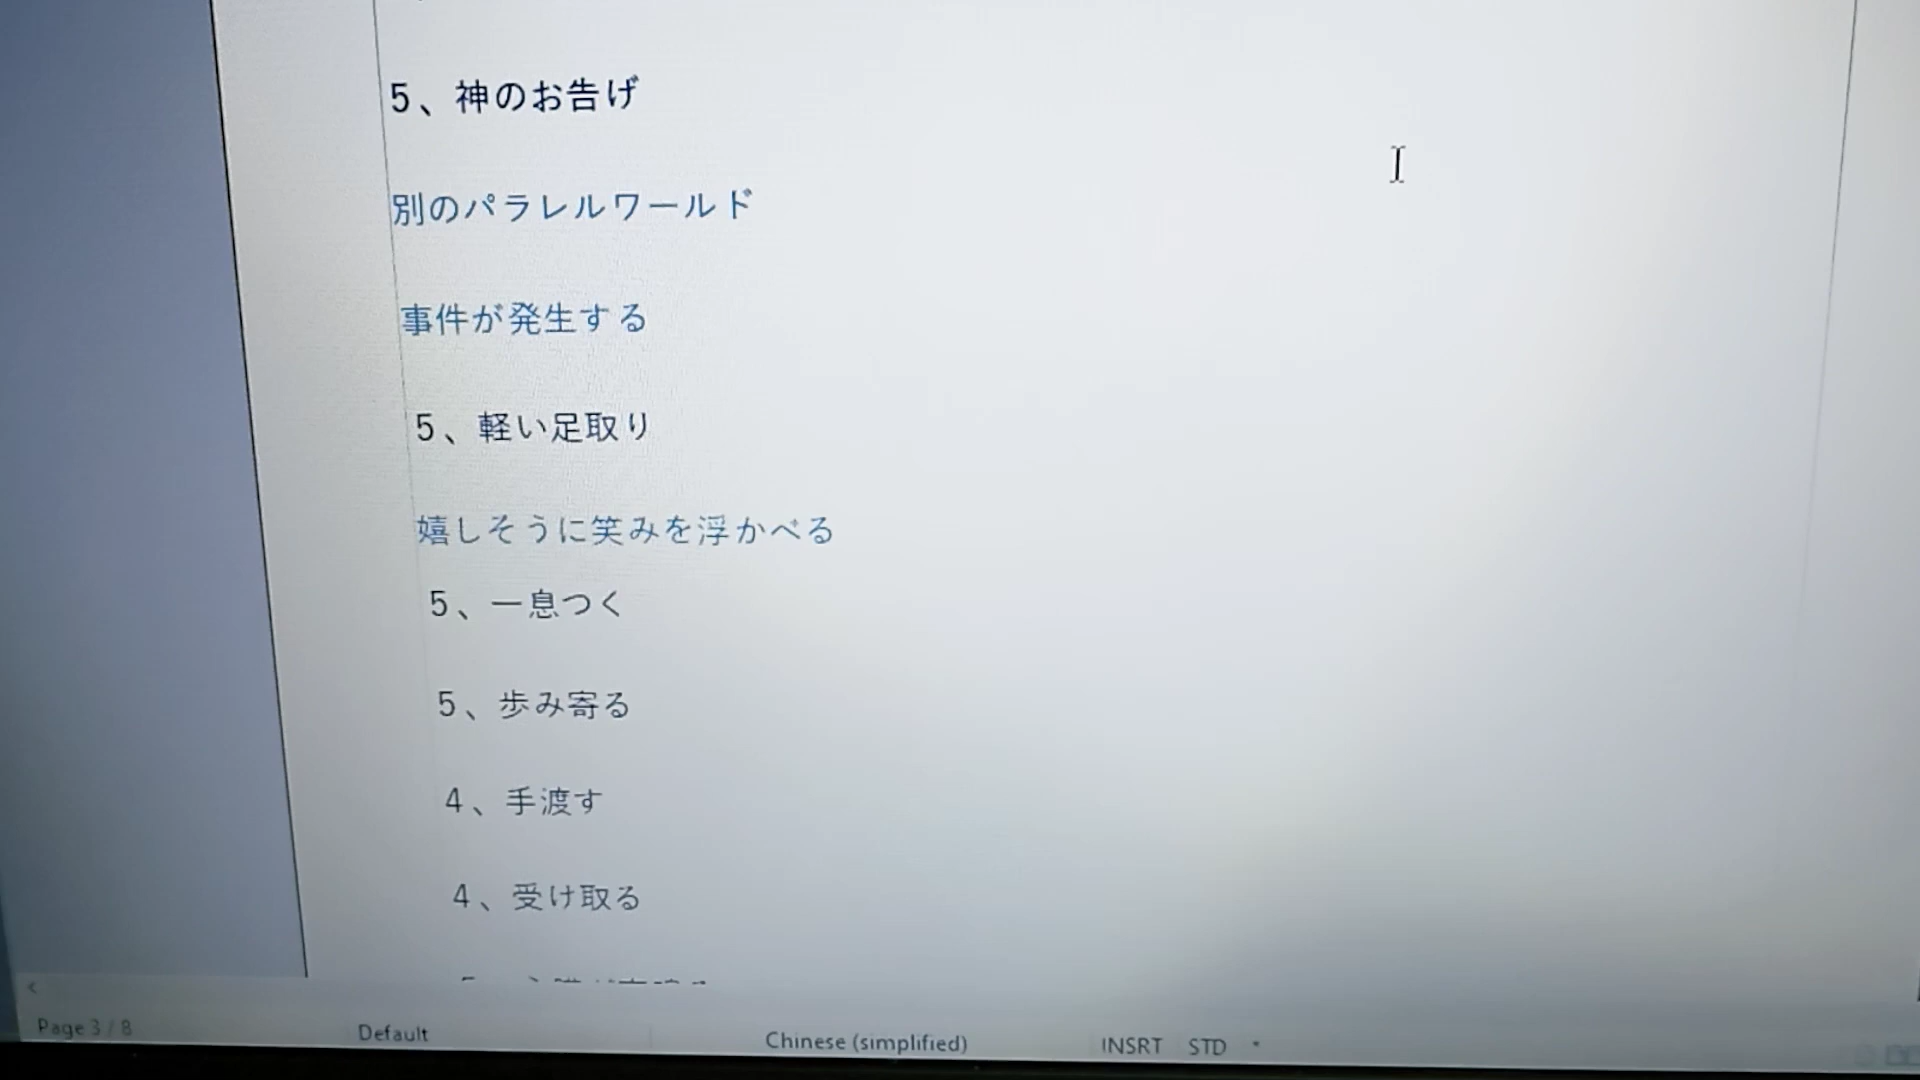 5、神のお告げ
別のパラレルワールド
事件が発生する
5、軽い足取り
嬉しそうに笑みを浮かべる
5、一息つく
5、歩み寄る
4、手渡す
4、受け取る
Page 3 / 8 Default Chinese (simplified) INSRT STD